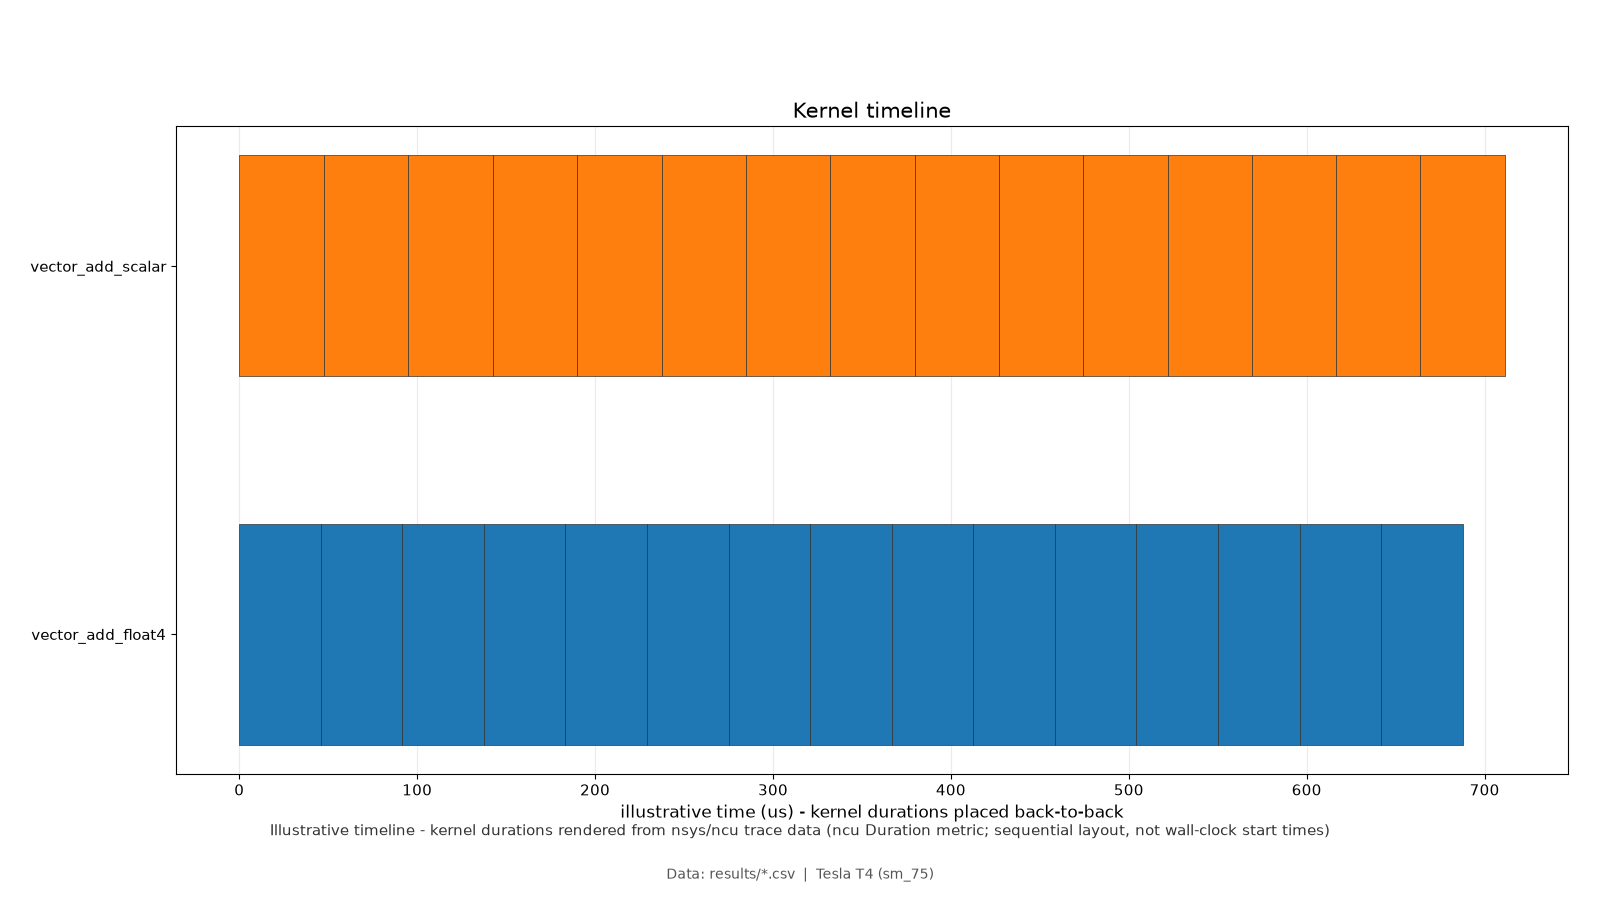 Kernel timeline
vector_add_scalar
vector_add_float4
0 100 200 300 400 500 600 700
illustrative time (us) - kernel durations placed back-to-back
Illustrative timeline - kernel durations rendered from nsys/ncu trace data (ncu Duration metric; sequential layout, not wall-clock start times)
Data: results/*.csv | Tesla T4 (sm_75)